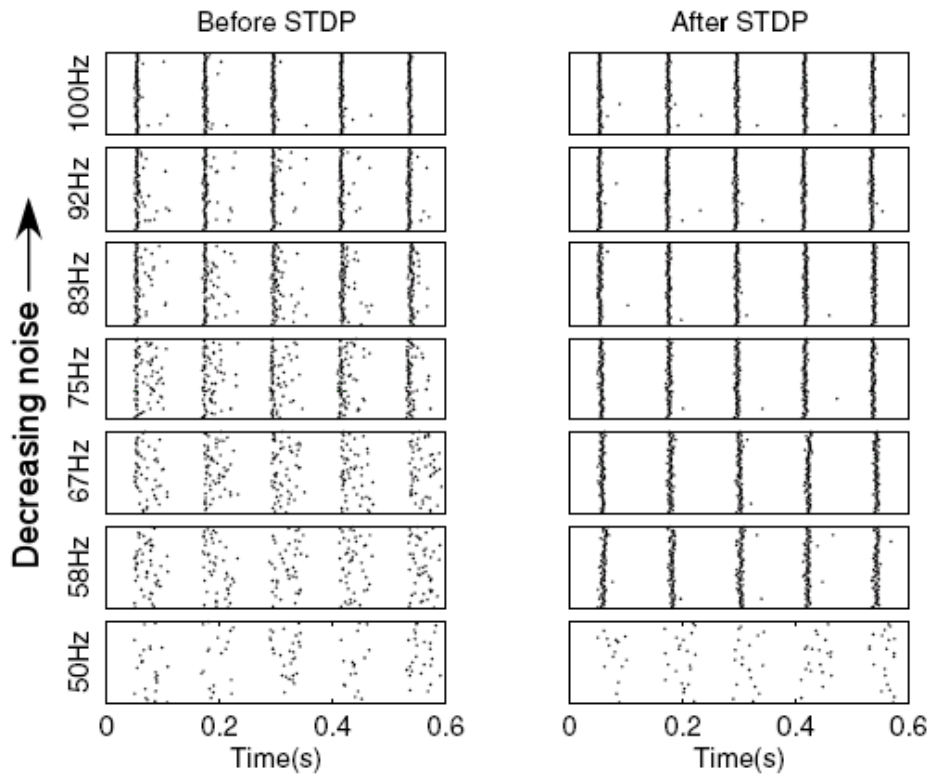 Before STDP
After STDP
100Hz
92Hz
83Hz
75Hz
67Hz
58Hz
50Hz
Decreasing noise
0 0.2 0.4 0.6
Time(s)
0 0.2 0.4 0.6
Time(s)